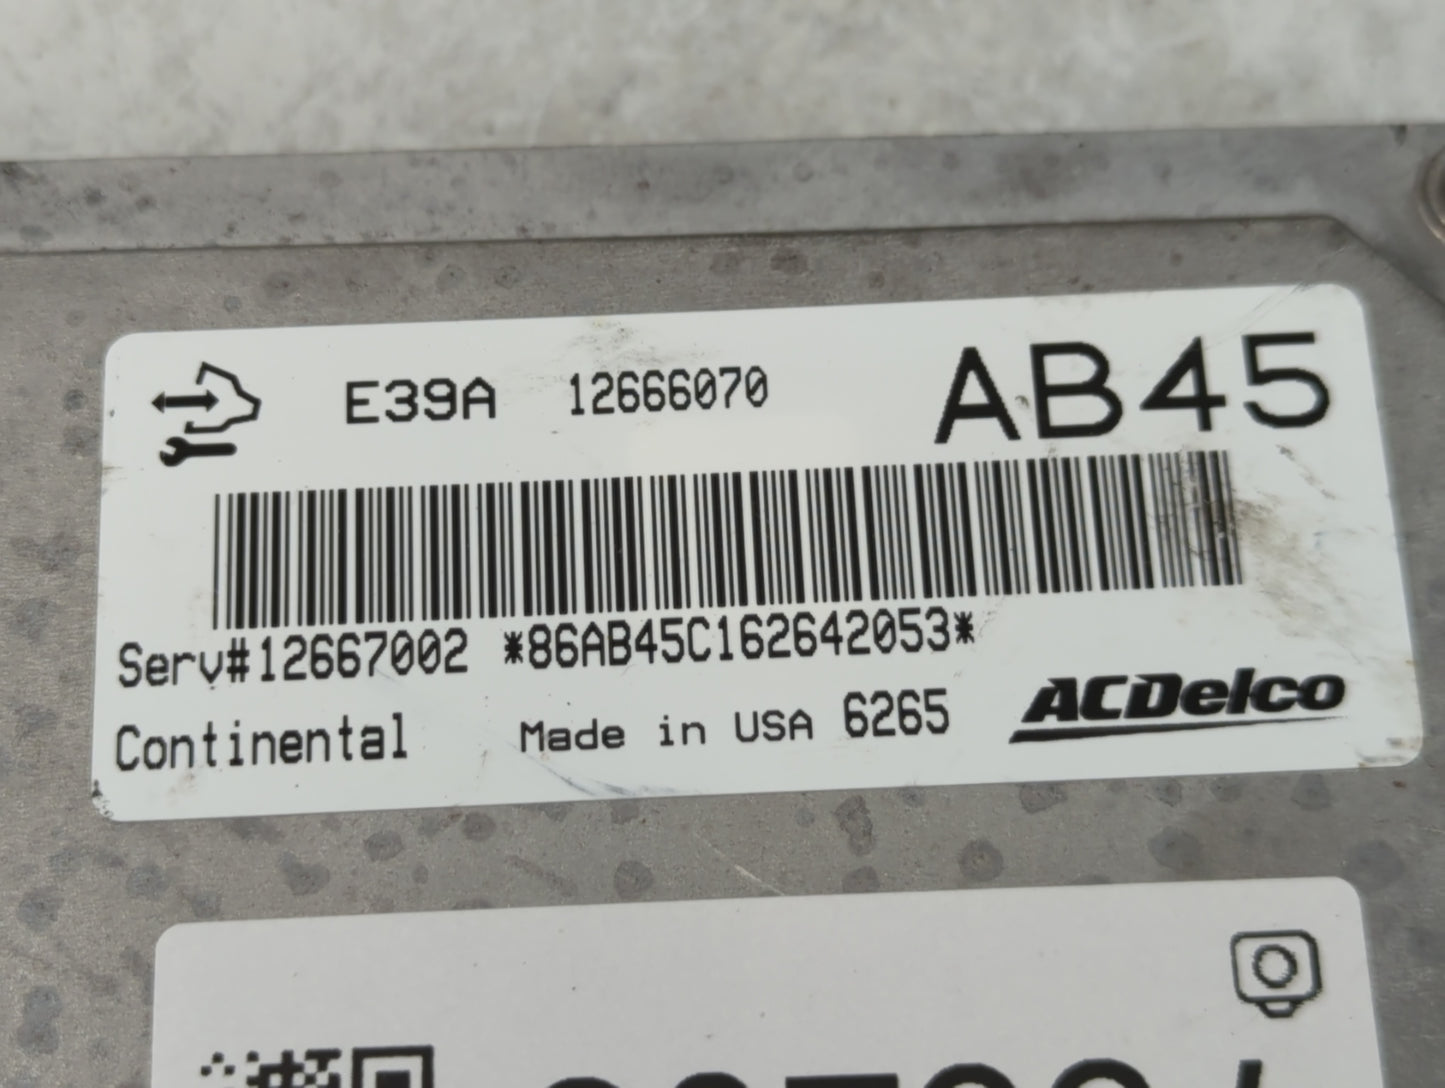 E39A 12666070 AB45
Serv#12667002 *86AB45C162642053*
Continental Made in USA 6265 ACDelco